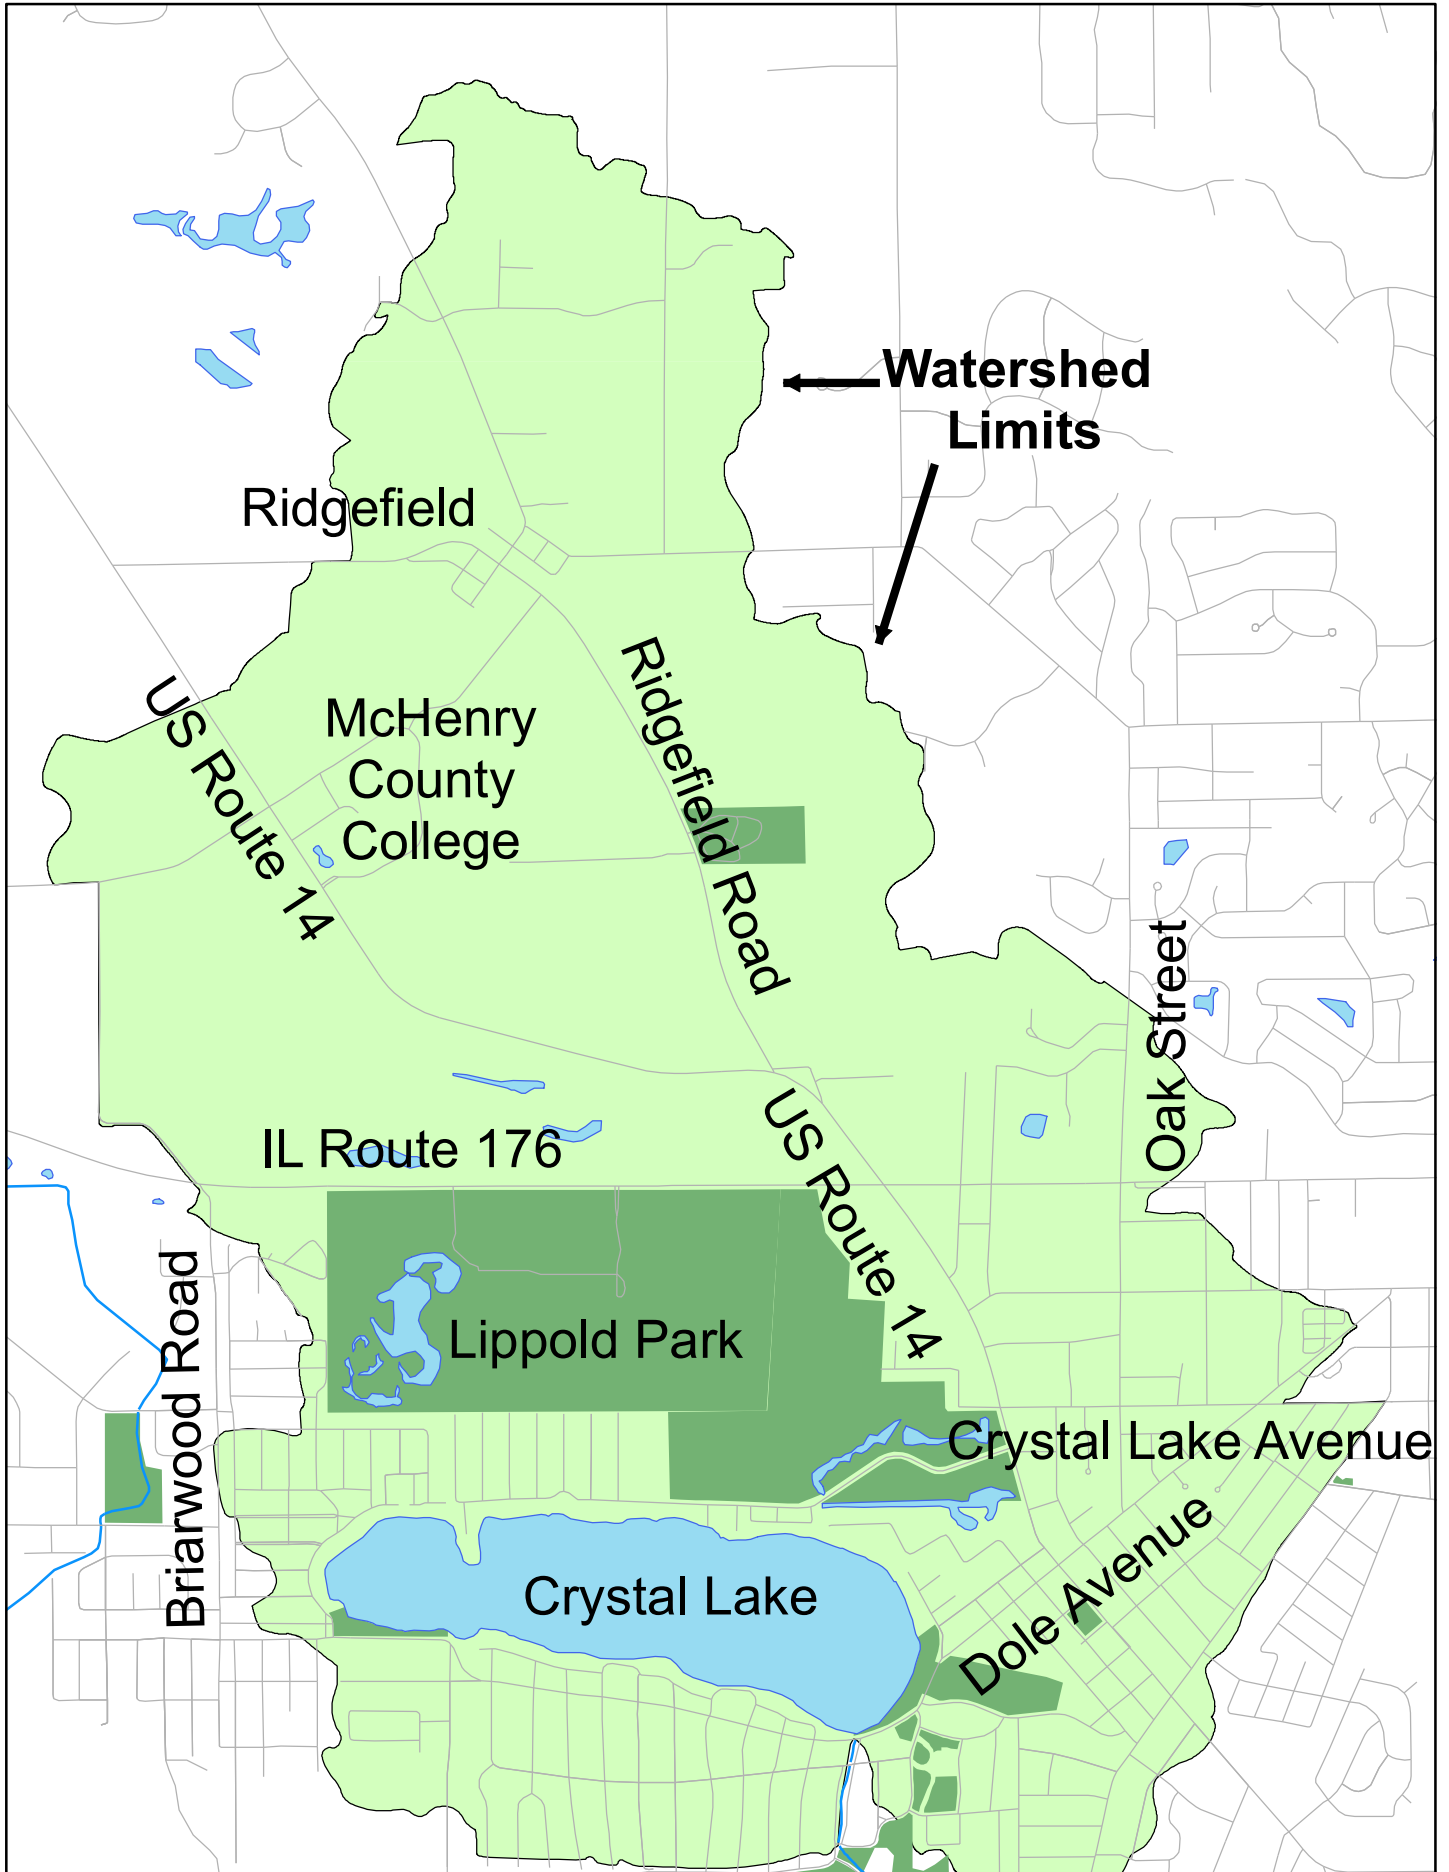 Watershed
Limits
Ridgefield
Ridgefield Road
US Route 14
McHenry
County
College
Oak Street
IL Route 176
US Route 14
Briarwood Road
Lippold Park
Crystal Lake Avenue
Dole Avenue
Crystal Lake